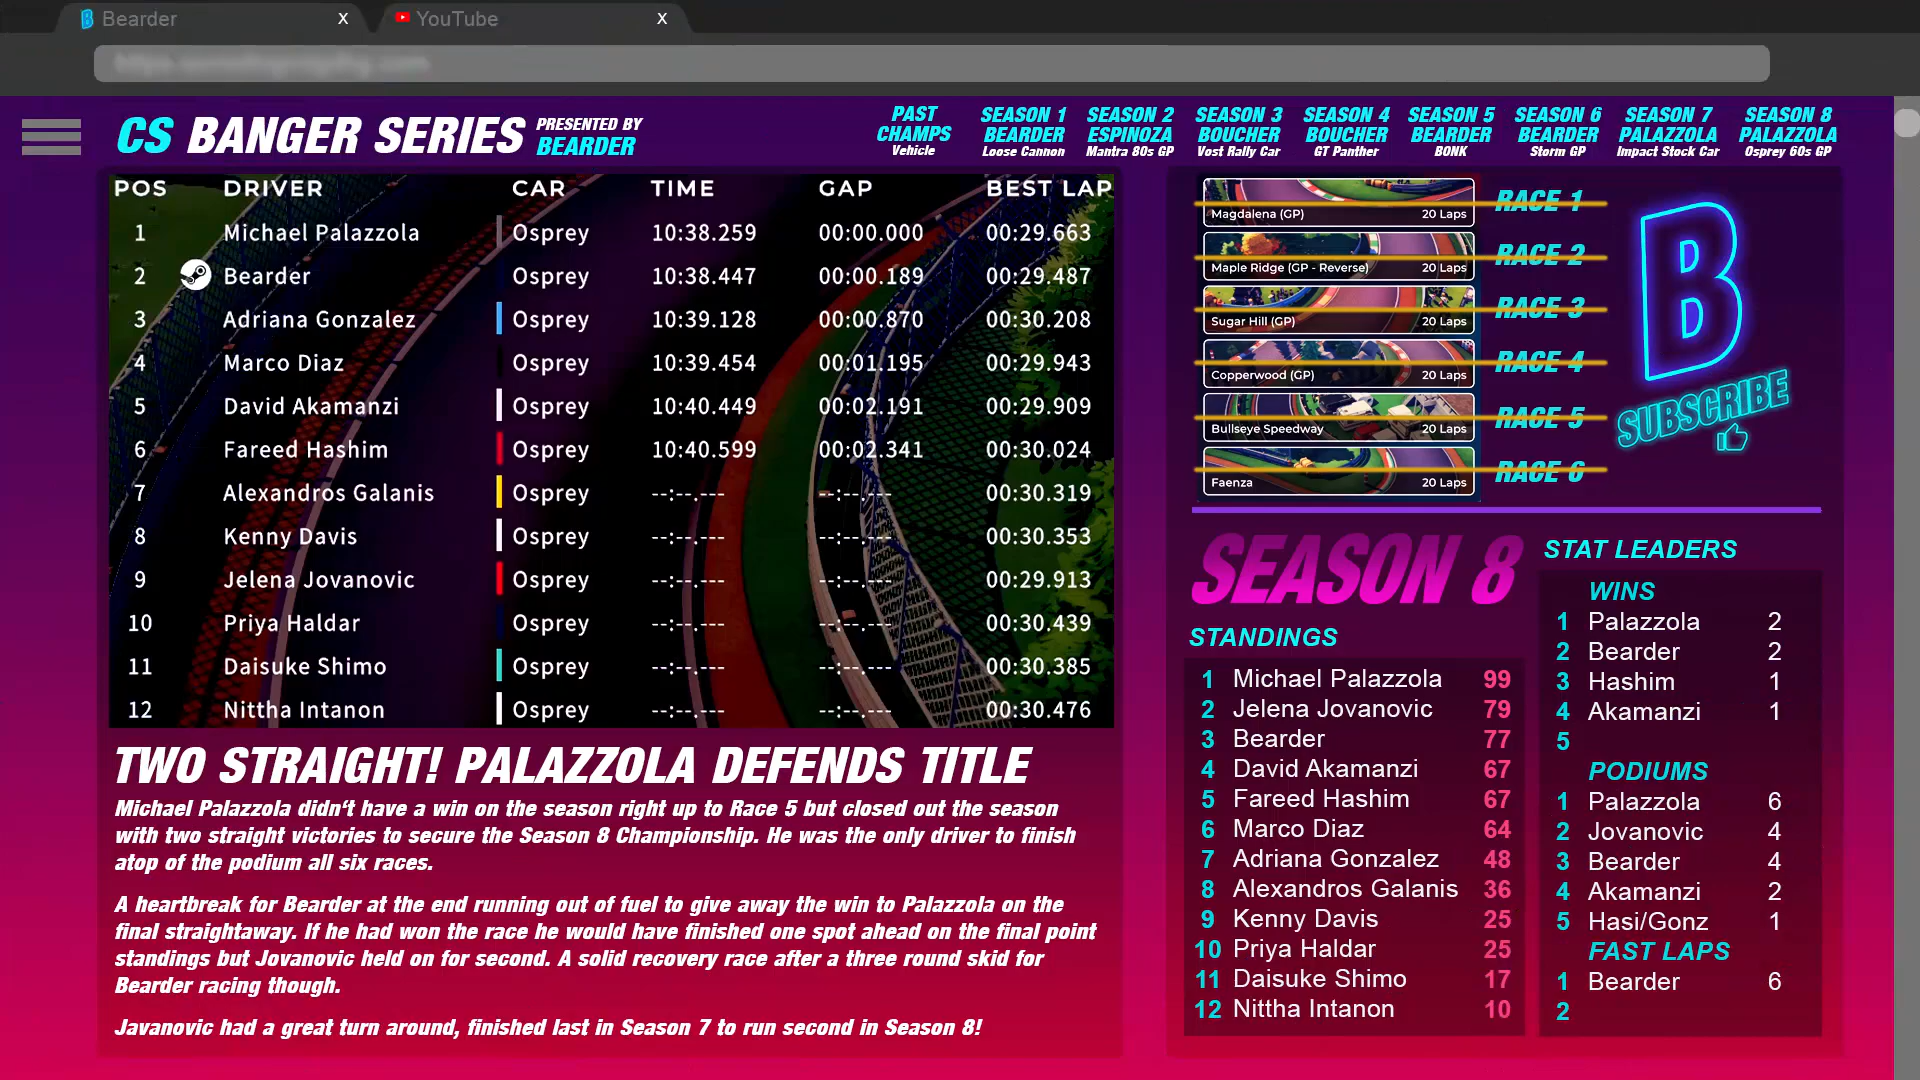 Bearder x YouTube x
CS BANGER SERIES PRESENTED BY BEARDER
PAST CHAMPS Vehicle
SEASON 1 BEARDER Loose Cannon
SEASON 2 ESPINOZA Mantra 80s GP
SEASON 3 BOUCHER Vost Rally Car
SEASON 4 BOUCHER GT Panther
SEASON 5 BEARDER BONK
SEASON 6 BEARDER Storm GP
SEASON 7 PALAZZOLA Impact Stock Car
SEASON 8 PALAZZOLA Osprey 60s GP
POS DRIVER CAR TIME GAP BEST LAP
1 Michael Palazzola Osprey 10:38.259 00:00.000 00:29.663
2 Bearder Osprey 10:38.447 00:00.189 00:29.487
3 Adriana Gonzalez Osprey 10:39.128 00:00.870 00:30.208
4 Marco Diaz Osprey 10:39.454 00:01.195 00:29.943
5 David Akamanzi Osprey 10:40.449 00:02.191 00:29.909
6 Fareed Hashim Osprey 10:40.599 00:02.341 00:30.024
7 Alexandros Galanis Osprey --:--.--- --:--.--- 00:30.319
8 Kenny Davis Osprey --:--.--- --:--.--- 00:30.353
9 Jelena Jovanovic Osprey --:--.--- --:--.--- 00:29.913
10 Priya Haldar Osprey --:--.--- --:--.--- 00:30.439
11 Daisuke Shimo Osprey --:--.--- --:--.--- 00:30.385
12 Nittha Intanon Osprey --:--.--- --:--.--- 00:30.476
TWO STRAIGHT! PALAZZOLA DEFENDS TITLE
Michael Palazzola didn't have a win on the season right up to Race 5 but closed out the season
with two straight victories to secure the Season 8 Championship. He was the only driver to finish
atop of the podium all six races.
A heartbreak for Bearder at the end running out of fuel to give away the win to Palazzola on the
final straightaway. If he had won the race he would have finished one spot ahead on the final point
standings but Jovanovic held on for second. A solid recovery race after a three round skid for
Bearder racing though.
Javanovic had a great turn around, finished last in Season 7 to run second in Season 8!
Magdalena (GP) 20 Laps RACE 1
Maple Ridge (GP - Reverse) 20 Laps RACE 2
Sugar Hill (GP) 20 Laps RACE 3
Copperwood (GP) 20 Laps RACE 4
Bullseye Speedway 20 Laps RACE 5
Faenza 20 Laps RACE 6
B
SUBSCRIBE
SEASON 8
STANDINGS
1 Michael Palazzola 99
2 Jelena Jovanovic 79
3 Bearder 77
4 David Akamanzi 67
5 Fareed Hashim 67
6 Marco Diaz 64
7 Adriana Gonzalez 48
8 Alexandros Galanis 36
9 Kenny Davis 25
10 Priya Haldar 25
11 Daisuke Shimo 17
12 Nittha Intanon 10
STAT LEADERS
WINS
1 Palazzola 2
2 Bearder 2
3 Hashim 1
4 Akamanzi 1
5
PODIUMS
1 Palazzola 6
2 Jovanovic 4
3 Bearder 4
4 Akamanzi 2
5 Hasi/Gonz 1
FAST LAPS
1 Bearder 6
2